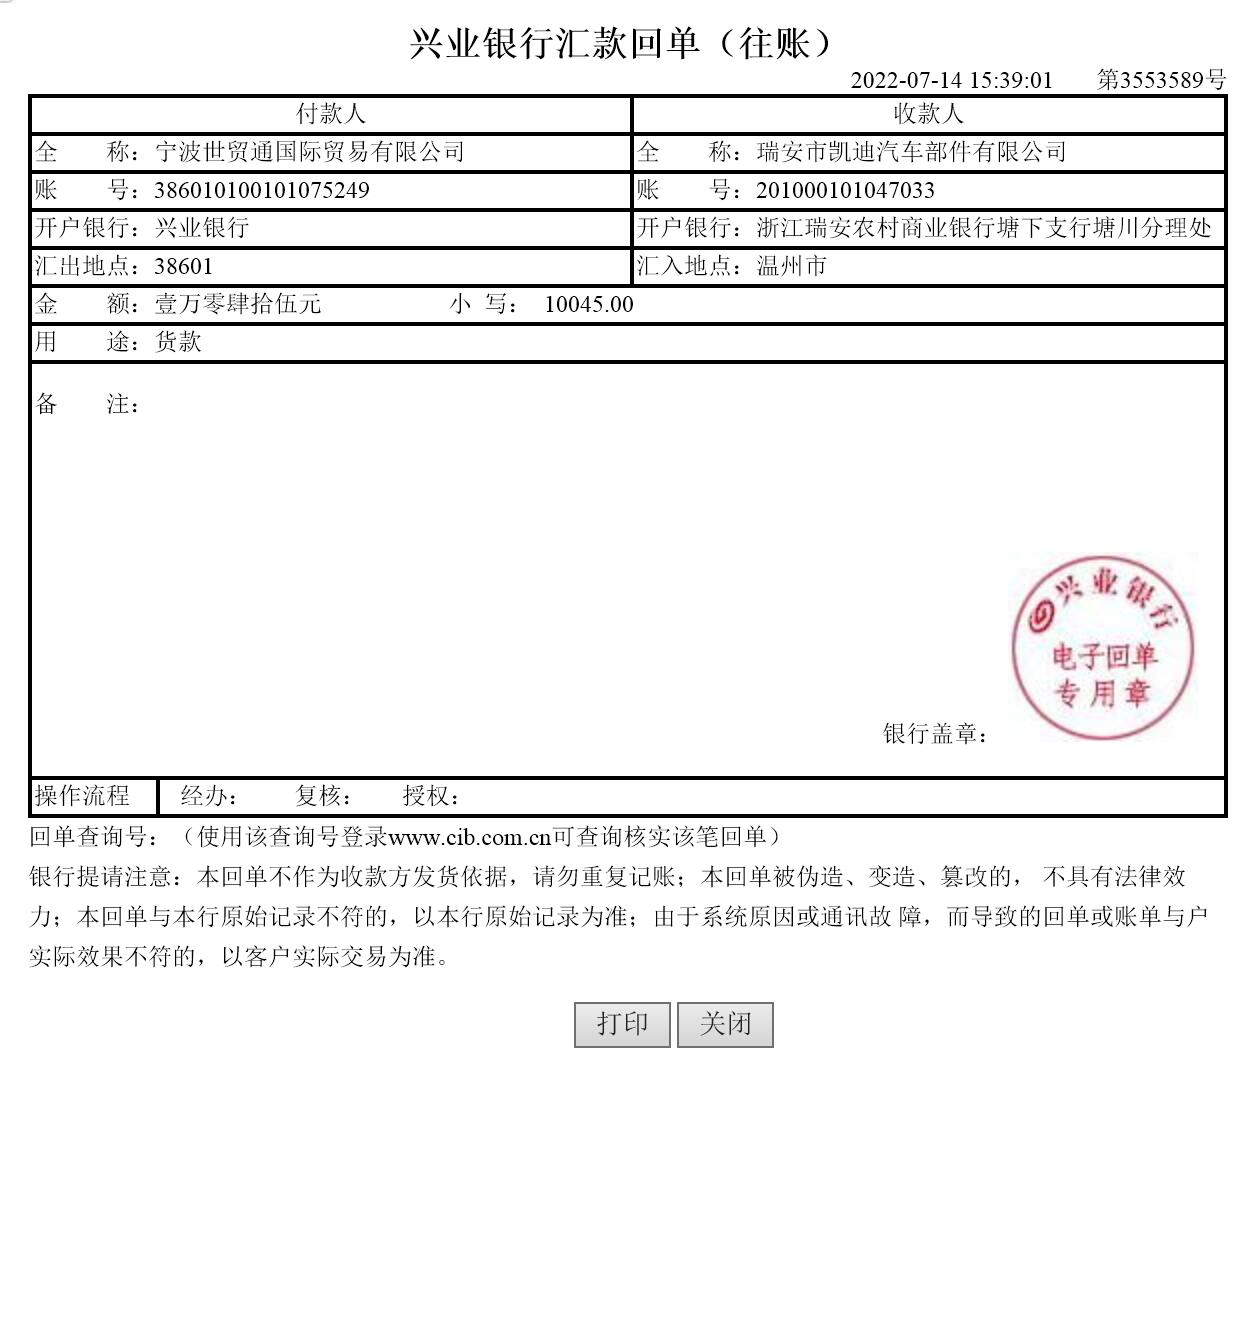 兴业银行汇款回单（往账）
2022-07-14 15:39:01 第3553589号
付款人 收款人
全 称：宁波世贸通国际贸易有限公司 全 称：瑞安市凯迪汽车部件有限公司
账 号：386010100101075249 账 号：201000101047033
开户银行：兴业银行 开户银行：浙江瑞安农村商业银行塘下支行塘川分理处
汇出地点：38601 汇入地点：温州市
金 额：壹万零肆拾伍元 小 写： 10045.00
用 途：货款
备 注：
兴业银行
电子回单
专用章
银行盖章：
操作流程 经办： 复核： 授权：
回单查询号：（使用该查询号登录www.cib.com.cn可查询核实该笔回单）
银行提请注意：本回单不作为收款方发货依据，请勿重复记账；本回单被伪造、变造、篡改的， 不具有法律效
力；本回单与本行原始记录不符的，以本行原始记录为准；由于系统原因或通讯故 障，而导致的回单或账单与户
实际效果不符的，以客户实际交易为准。
打印 关闭